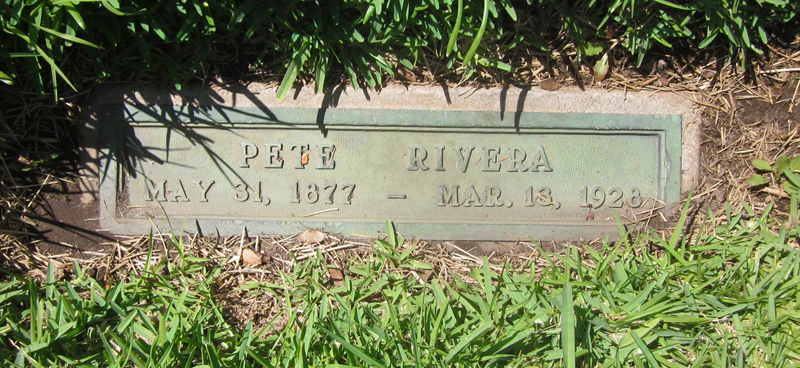 PETE RIVERA
MAY 31, 1877 – MAR. 13, 1928